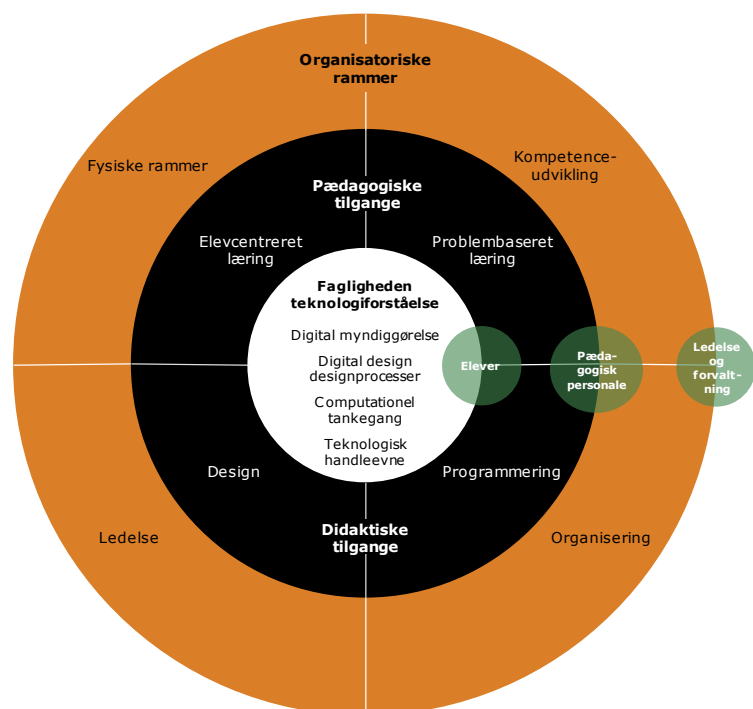 Organisatoriske
rammer
Fysiske rammer
Kompetence-
udvikling
Pædagogiske
tilgange
Elevcentreret
læring
Problembaseret
læring
Fagligheden
teknologiforståelse
Digital myndiggørelse
Digital design
designprocesser
Computationel
tankegang
Teknologisk
handleevne
Elever
Pæda-
gogisk
personale
Ledelse
og
forvalt-
ning
Design
Programmering
Didaktiske
tilgange
Ledelse
Organisering